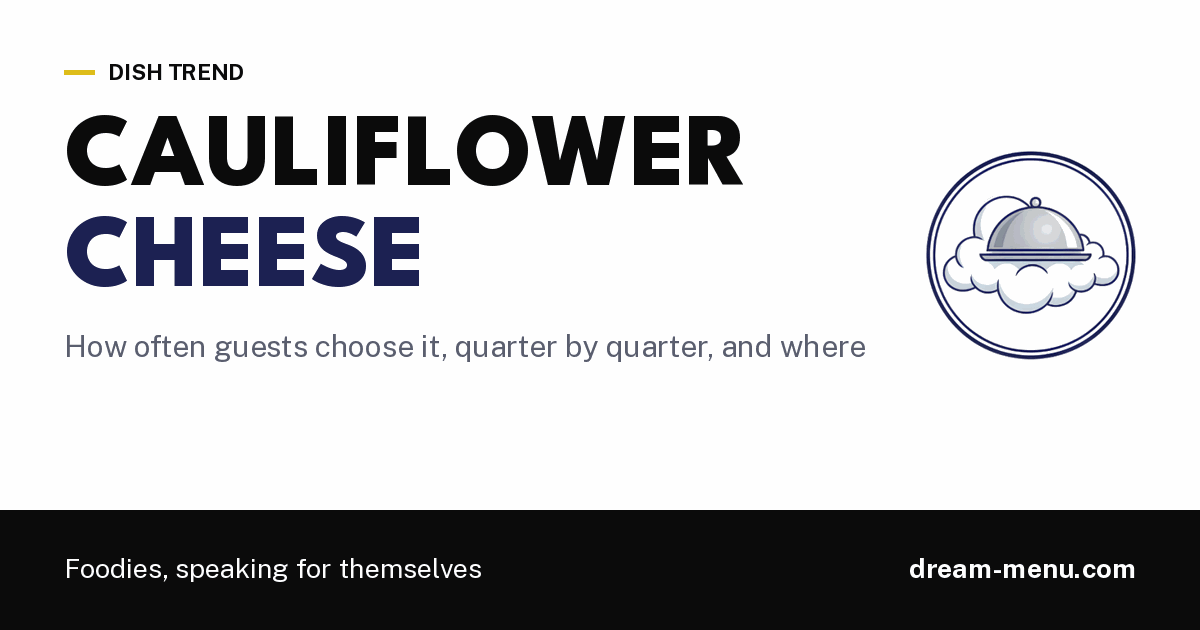 DISH TREND
CAULIFLOWER
CHEESE
How often guests choose it, quarter by quarter, and where
Foodies, speaking for themselves
dream-menu.com